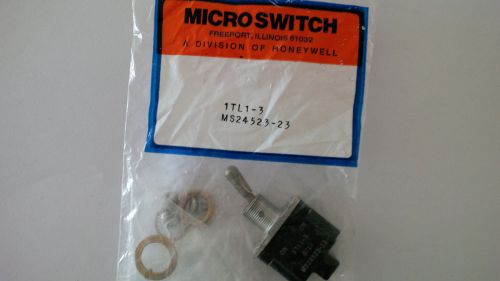 MICRO SWITCH
FREEPORT, ILLINOIS 61032
A DIVISION OF HONEYWELL
1TL1-3
MS24523-23